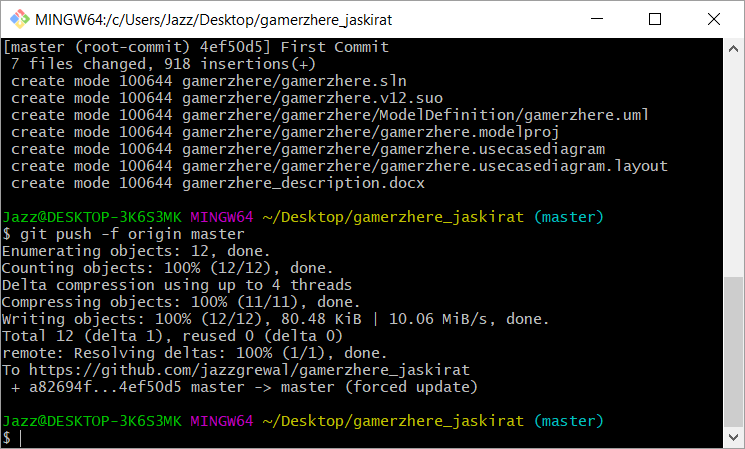 MINGW64:/c/Users/Jazz/Desktop/gamerzhere_jaskirat
[master (root-commit) 4ef50d5] First Commit
 7 files changed, 918 insertions(+)
 create mode 100644 gamerzhere/gamerzhere.sln
 create mode 100644 gamerzhere/gamerzhere.v12.suo
 create mode 100644 gamerzhere/gamerzhere/ModelDefinition/gamerzhere.uml
 create mode 100644 gamerzhere/gamerzhere/gamerzhere.modelproj
 create mode 100644 gamerzhere/gamerzhere/gamerzhere.usecasediagram
 create mode 100644 gamerzhere/gamerzhere/gamerzhere.usecasediagram.layout
 create mode 100644 gamerzhere_description.docx
Jazz@DESKTOP-3K6S3MK MINGW64 ~/Desktop/gamerzhere_jaskirat (master)
$ git push -f origin master
Enumerating objects: 12, done.
Counting objects: 100% (12/12), done.
Delta compression using up to 4 threads
Compressing objects: 100% (11/11), done.
Writing objects: 100% (12/12), 80.48 KiB | 10.06 MiB/s, done.
Total 12 (delta 1), reused 0 (delta 0)
remote: Resolving deltas: 100% (1/1), done.
To https://github.com/jazzgrewal/gamerzhere_jaskirat
 + a82694f...4ef50d5 master -> master (forced update)
Jazz@DESKTOP-3K6S3MK MINGW64 ~/Desktop/gamerzhere_jaskirat (master)
$